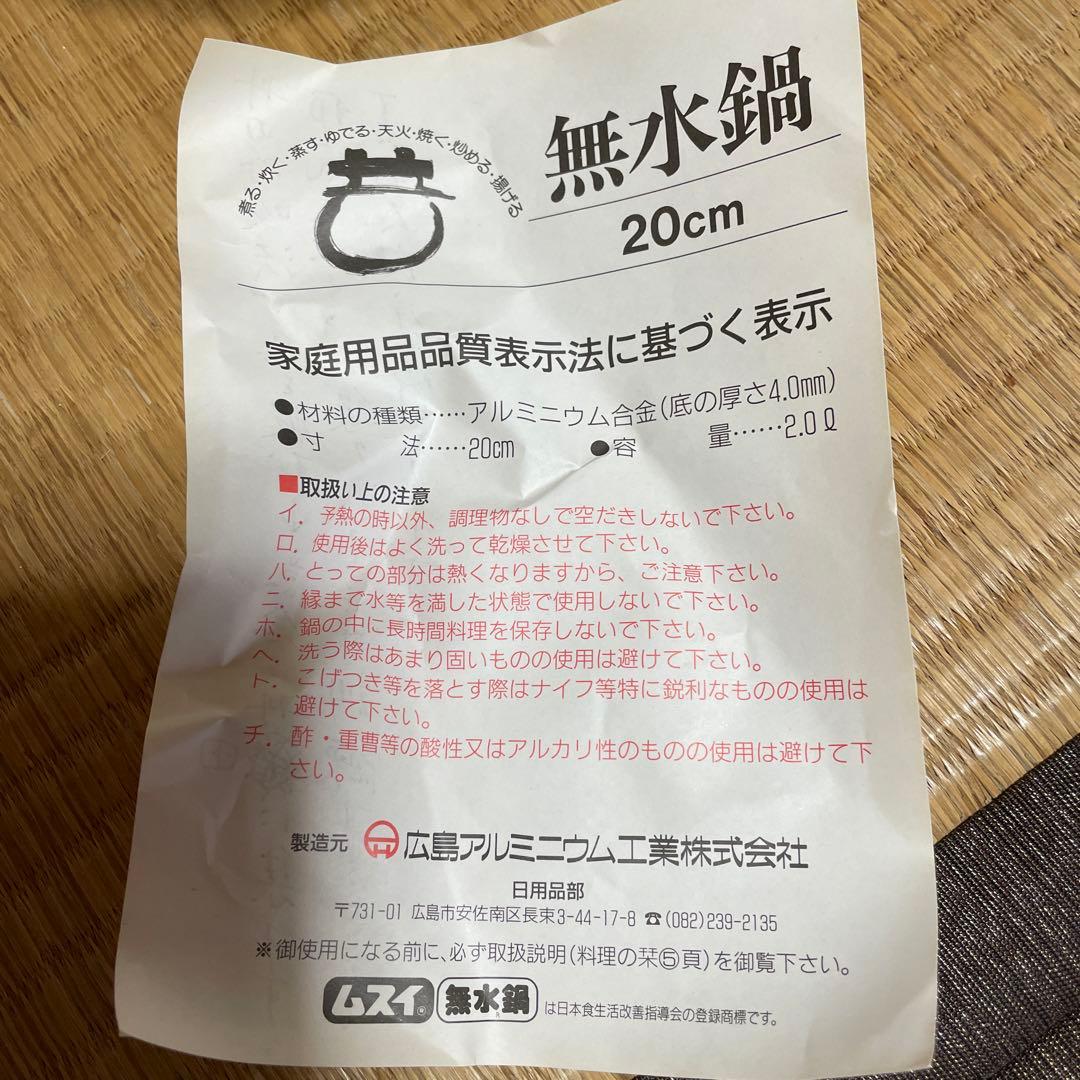 煮る・炊く・蒸す・ゆでる・天火・焼く・炒める・揚げる
無水鍋
20cm
家庭用品品質表示法に基づく表示
●材料の種類……アルミニウム合金(底の厚さ4.0mm)
●寸　法……20cm　●容　量……2.0ℓ
■取扱い上の注意
イ. 予熱の時以外、調理物なしで空だきしないで下さい。
ロ. 使用後はよく洗って乾燥させて下さい。
ハ. とっての部分は熱くなりますから、ご注意下さい。
ニ. 縁まで水等を満した状態で使用しないで下さい。
ホ. 鍋の中に長時間料理を保存しないで下さい。
ヘ. 洗う際はあまり固いものの使用は避けて下さい。
ト. こげつき等を落とす際はナイフ等特に鋭利なものの使用は
避けて下さい。
チ. 酢・重曹等の酸性又はアルカリ性のものの使用は避けて下
さい。
製造元 広島アルミニウム工業株式会社
日用品部
〒731-01 広島市安佐南区長束3-44-17-8 ☎(082)239-2135
※御使用になる前に、必ず取扱説明(料理の栞⑤頁)を御覧下さい。
ムスイ® 無水鍋® は日本食生活改善指導会の登録商標です。